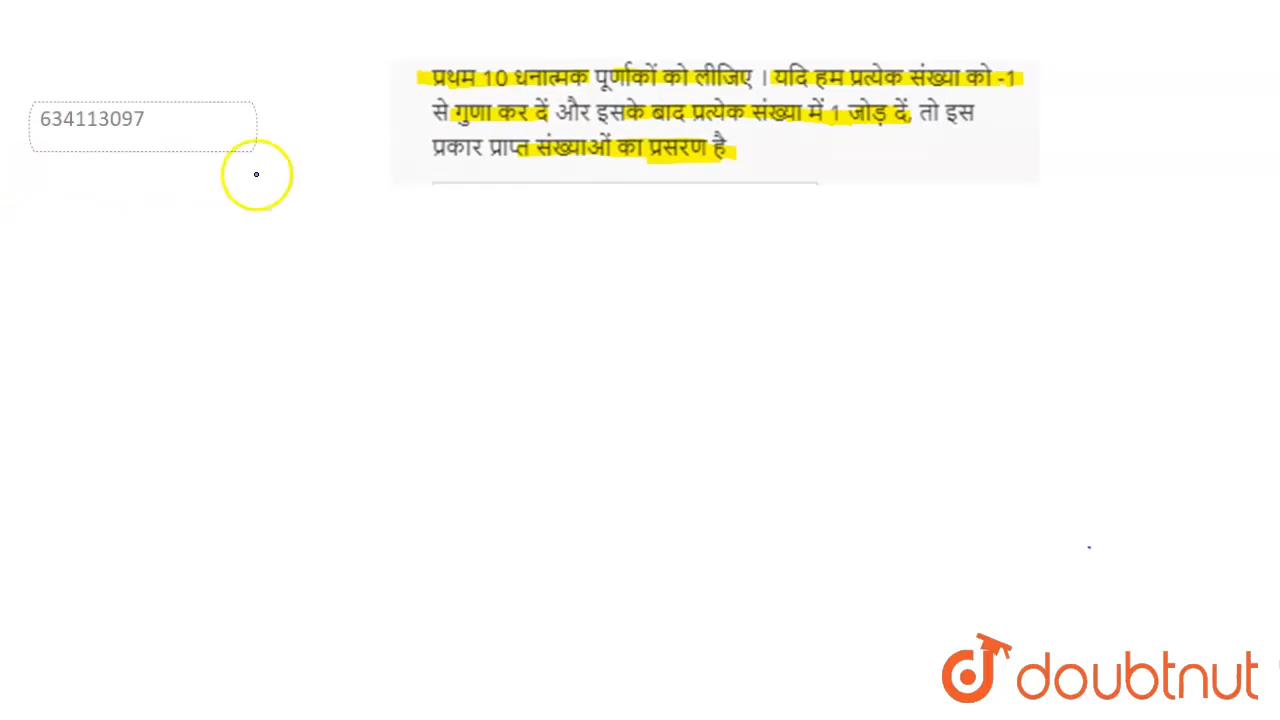 634113097
प्रथम 10 धनात्मक पूर्णाकों को लीजिए । यदि हम प्रत्येक संख्या को -1
से गुणा कर दें और इसके बाद प्रत्येक संख्या में 1 जोड़ दें, तो इस
प्रकार प्राप्त संख्याओं का प्रसरण है
doubtnut